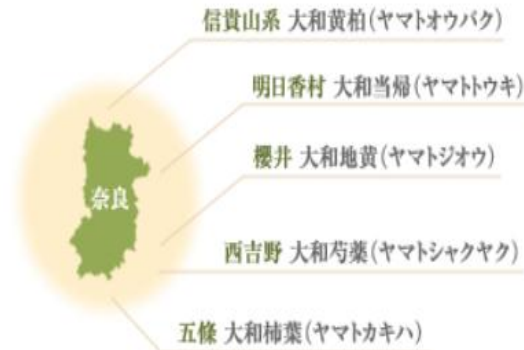 信貴山系 大和黄柏(ヤマトオウバク)
明日香村 大和当帰(ヤマトトウキ)
櫻井 大和地黄(ヤマトジオウ)
奈良
西吉野 大和芍薬(ヤマトシャクヤク)
五條 大和柿葉(ヤマトカキハ)